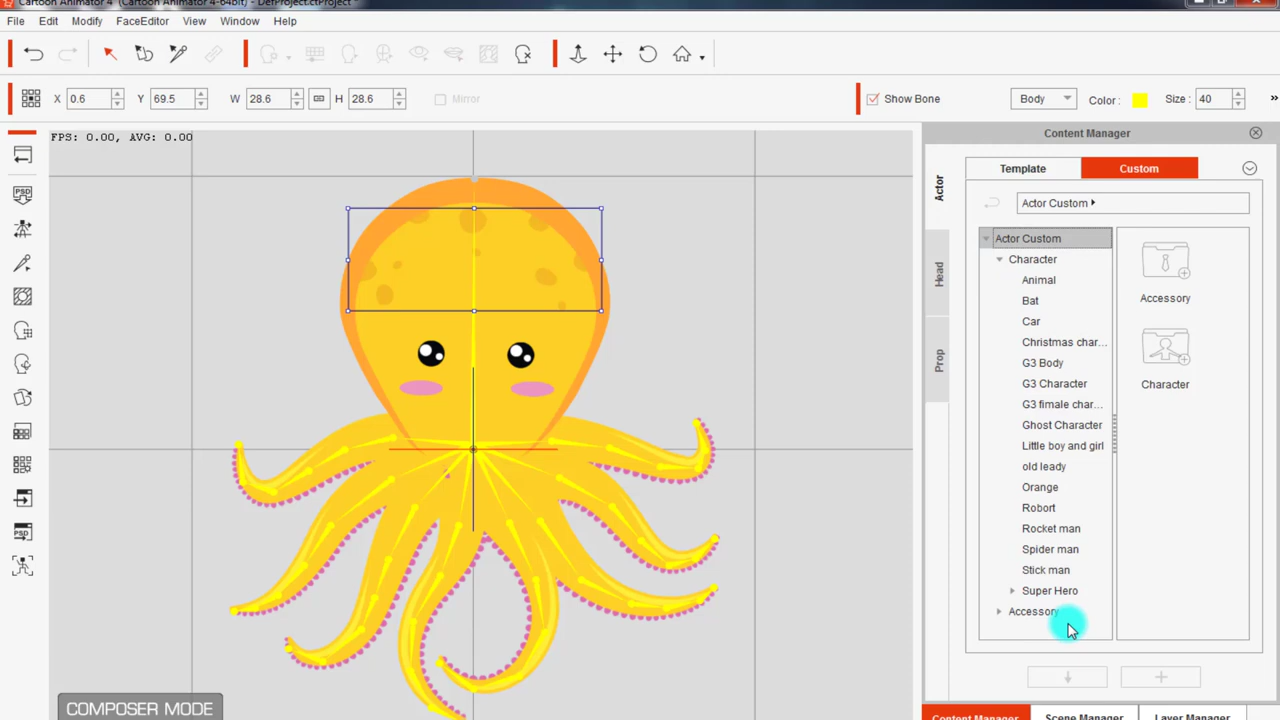 Cartoon Animator 4 (Cartoon Animator 4-64bit) - DefProject.ctProject *
File Edit Modify FaceEditor View Window Help
X 0.6 Y 69.5 W 28.6 H 28.6 Mirror Show Bone Body Color : Size : 40 »
FPS: 0.00, AVG: 0.00
Content Manager
Template Custom
Actor Custom
Actor
Head
Prop
Actor Custom
Character
Animal
Bat
Car
Christmas char...
G3 Body
G3 Character
G3 fimale char...
Ghost Character
Little boy and girl
old leady
Orange
Robort
Rocket man
Spider man
Stick man
Super Hero
Accessory
Accessory
Character
PSD
PSD
COMPOSER MODE
Content Manager Scene Manager Layer Manager